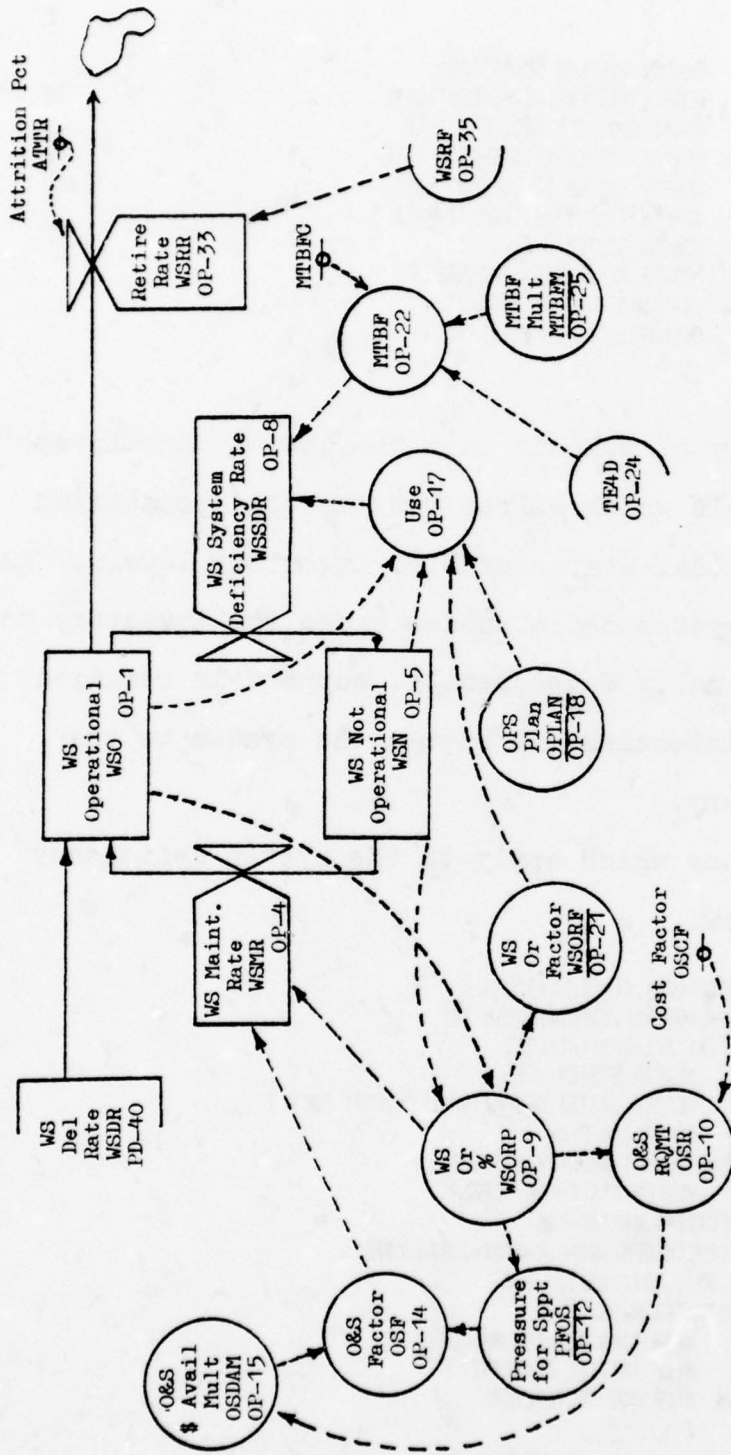 Attrition Pct
ATTR
WS
Del Rate
WSDR
PD-40
WS
Operational
WSO
OP-1
Retire
Rate
WSRR
OP-33
WS Maint.
Rate
WSMR
OP-4
WS System
Deficiency Rate
WSSDR
OP-8
WSRF
OP-35
MTBFC
WS Not
Operational
WSN
OP-5
MTBF
OP-22
Use
OP-17
MTBF
Mult
MTBFM
OP-25
TE4D
OP-24
O&S
$ Avail
Mult
OSDAM
OP-15
O&S
Factor
OSF
OP-14
WS
Or
%
WSORP
OP-9
WS
Or
Factor
WSORF
OP-21
OPS
Plan
OPLAN
OP-18
Pressure
for Sppt
PFOS
OP-12
O&S
RQMT
OSR
OP-10
Cost Factor
OSCF